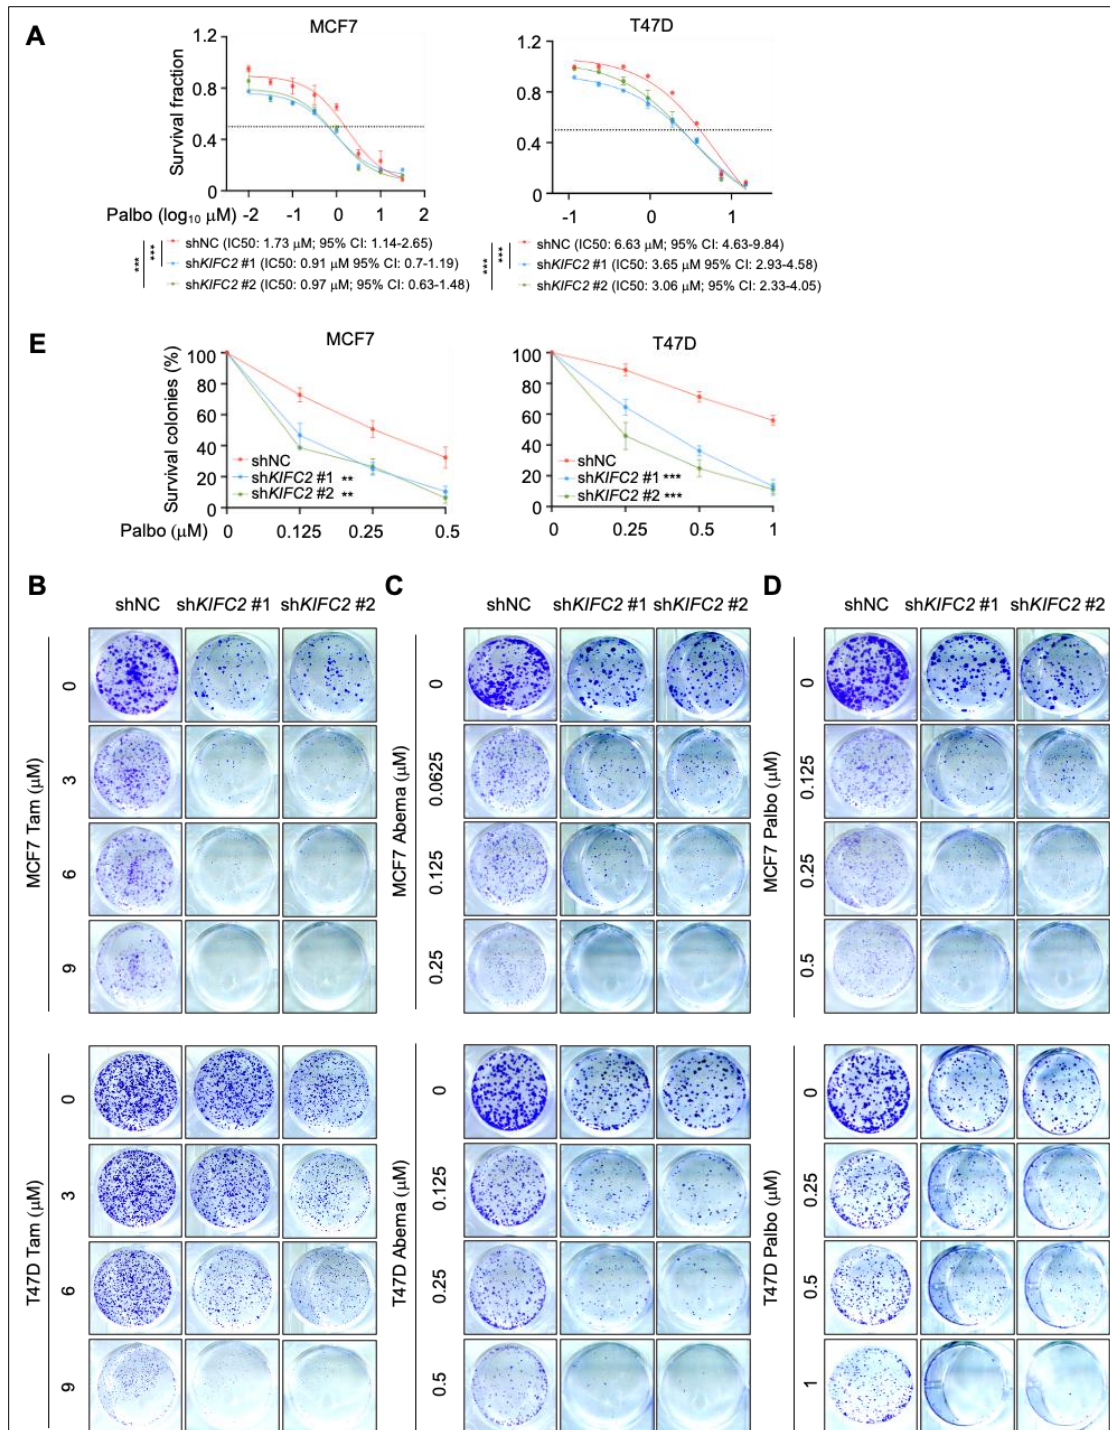 A
MCF7
T47D
Survival fraction
1.2
0.8
0.4
0
1.2
0.8
0.4
0
Palbo (log10 μM) -2 -1 0 1 2
-1 0 1
*** *** shNC (IC50: 1.73 μM; 95% CI: 1.14-2.65)
shKIFC2 #1 (IC50: 0.91 μM 95% CI: 0.7-1.19)
shKIFC2 #2 (IC50: 0.97 μM; 95% CI: 0.63-1.48)
*** *** shNC (IC50: 6.63 μM; 95% CI: 4.63-9.84)
shKIFC2 #1 (IC50: 3.65 μM 95% CI: 2.93-4.58)
shKIFC2 #2 (IC50: 3.06 μM; 95% CI: 2.33-4.05)
E
MCF7
T47D
Survival colonies (%)
100
80
60
40
20
0
shNC
shKIFC2 #1 **
shKIFC2 #2 **
Palbo (μM) 0 0.125 0.25 0.5
100
80
60
40
20
0
shNC
shKIFC2 #1 ***
shKIFC2 #2 ***
0 0.25 0.5 1
B
shNC shKIFC2 #1 shKIFC2 #2
MCF7 Tam (μM)
0
3
6
9
T47D Tam (μM)
0
3
6
9
C
shNC shKIFC2 #1 shKIFC2 #2
MCF7 Abema (μM)
0
0.0625
0.125
0.25
T47D Abema (μM)
0
0.125
0.25
0.5
D
shNC shKIFC2 #1 shKIFC2 #2
MCF7 Palbo (μM)
0
0.125
0.25
0.5
T47D Palbo (μM)
0
0.25
0.5
1